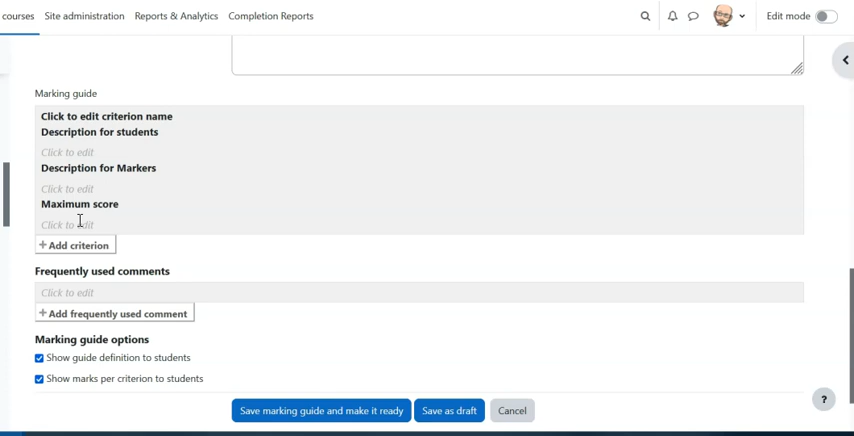 courses Site administration Reports & Analytics Completion Reports Edit mode
Marking guide
Click to edit criterion name
Description for students
Click to edit
Description for Markers
Click to edit
Maximum score
Click to edit
+ Add criterion
Frequently used comments
Click to edit
+ Add frequently used comment
Marking guide options
Show guide definition to students
Show marks per criterion to students
Save marking guide and make it ready Save as draft Cancel
?